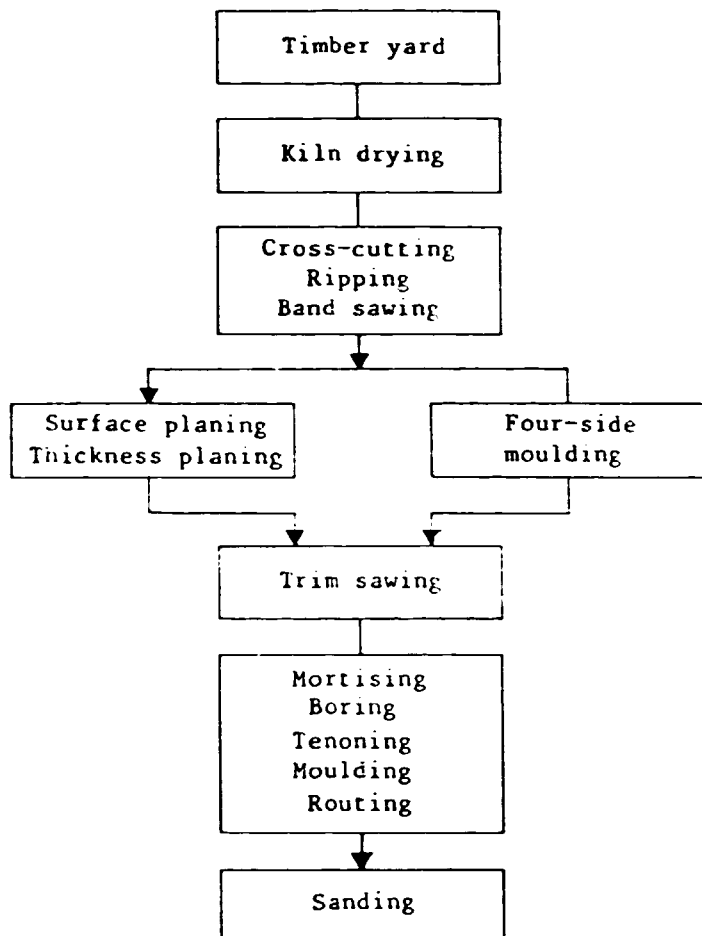 Timber yard
Kiln drying
Cross-cutting
Ripping
Band sawing
Surface planing
Thickness planing
Four-side
moulding
Trim sawing
Mortising
Boring
Tenoning
Moulding
Routing
Sanding